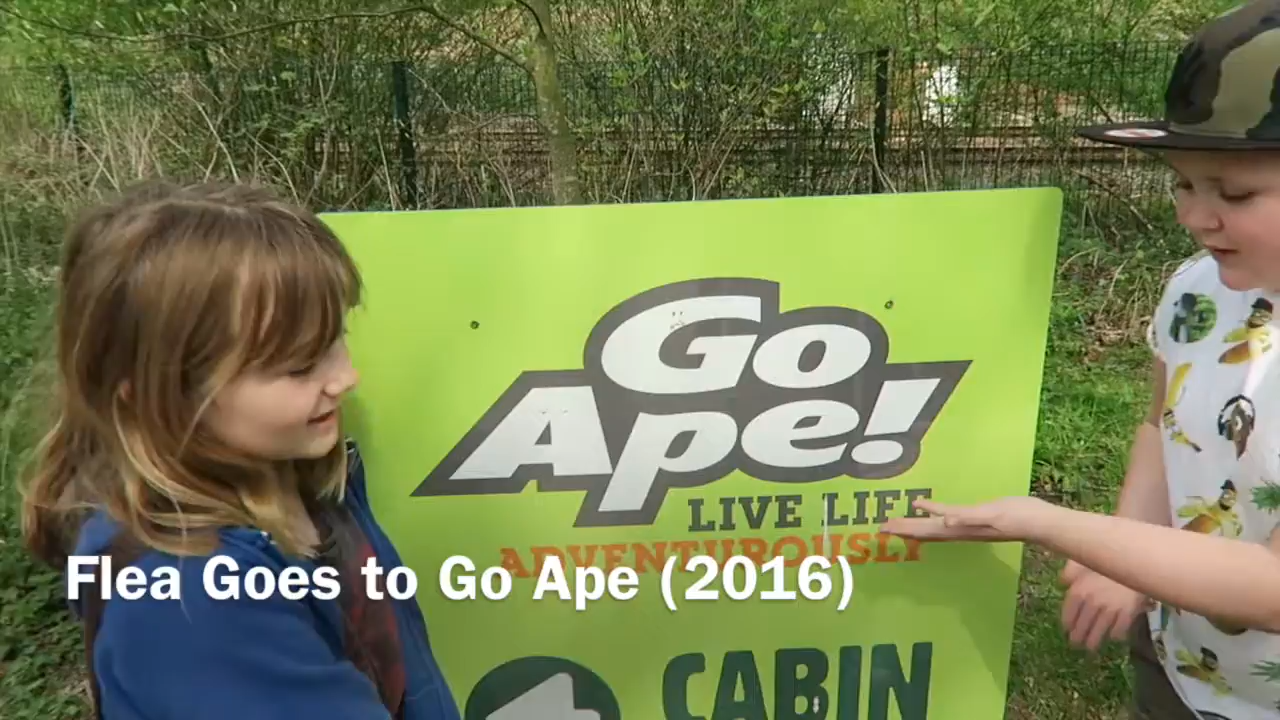 Go
Ape!
LIVE LIFE
ADVENTUROUSLY
Flea Goes to Go Ape (2016)
CABIN